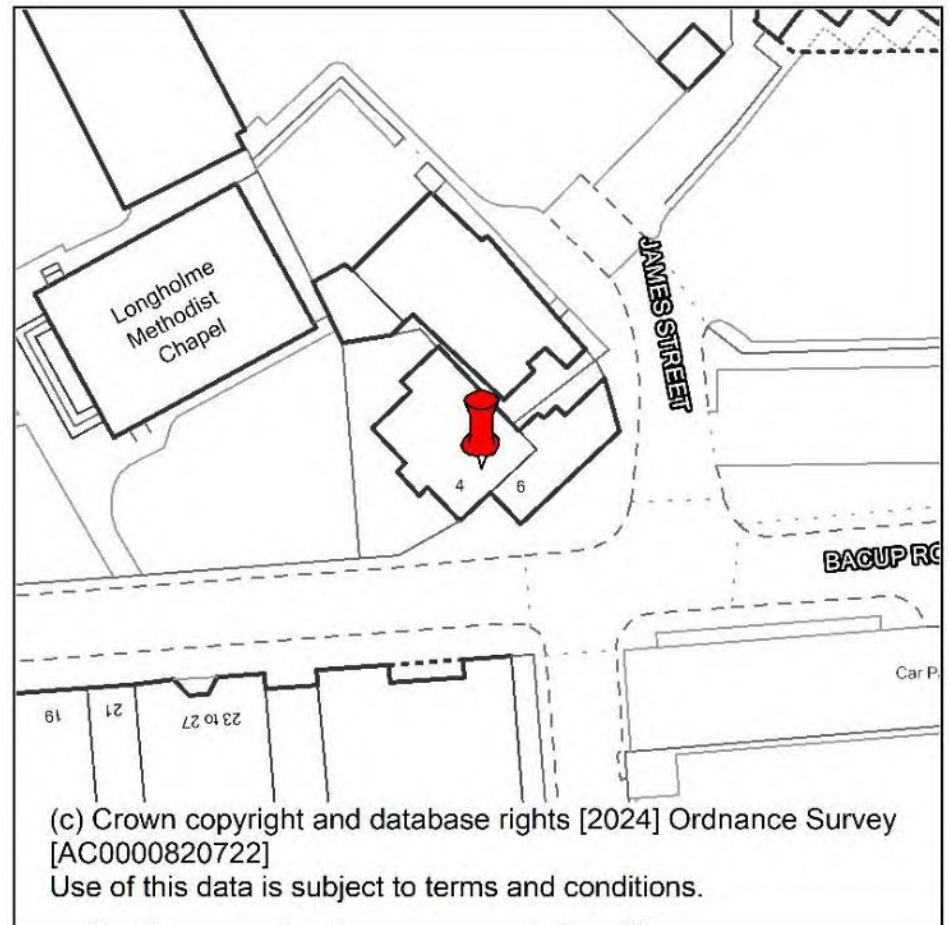 Longholme
Methodist
Chapel
JAMES STREET
4
6
BACUP RO
Car P
19
21
23 to 27
(c) Crown copyright and database rights [2024] Ordnance Survey
[AC0000820722]
Use of this data is subject to terms and conditions.